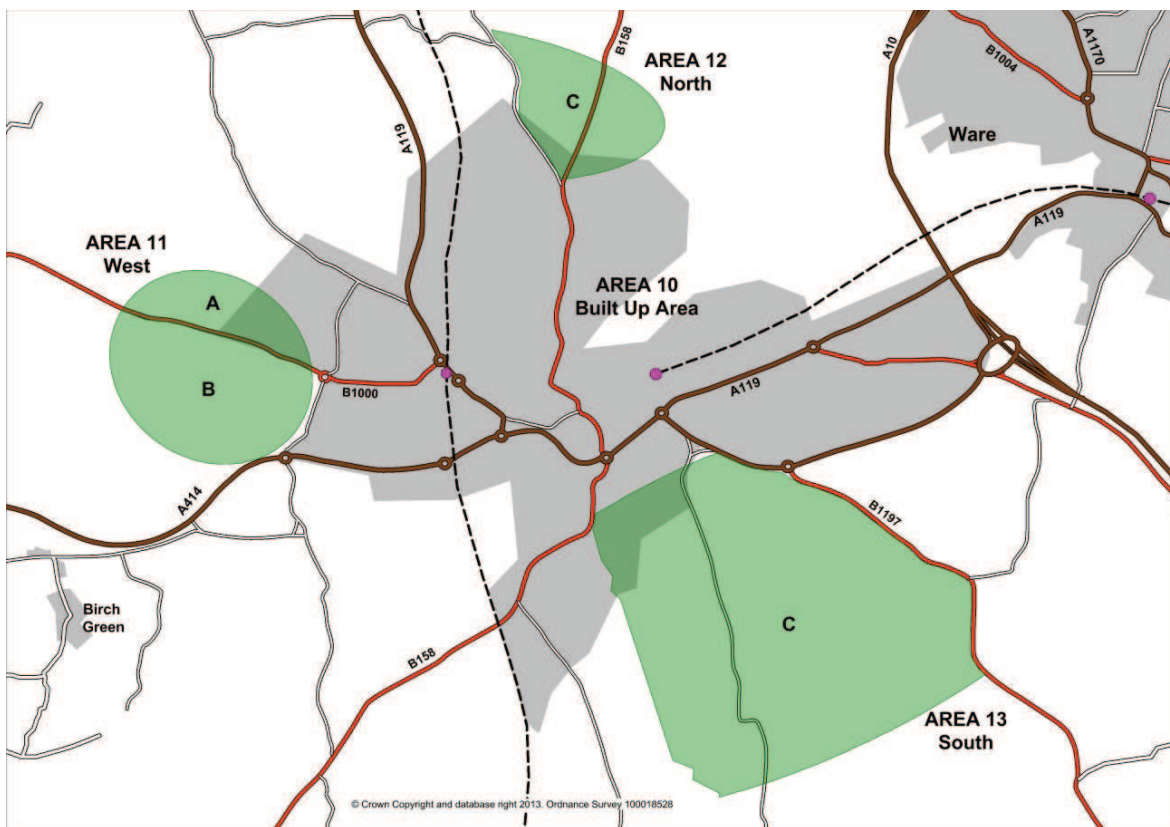 AREA 12
North
B158
A10
A1170
B1004
A119
Ware
A119
AREA 11
West
C
A
AREA 10
Built Up Area
B
B1000
A119
A414
B1197
Birch
Green
C
B158
AREA 13
South
© Crown Copyright and database right 2013. Ordnance Survey 100018528